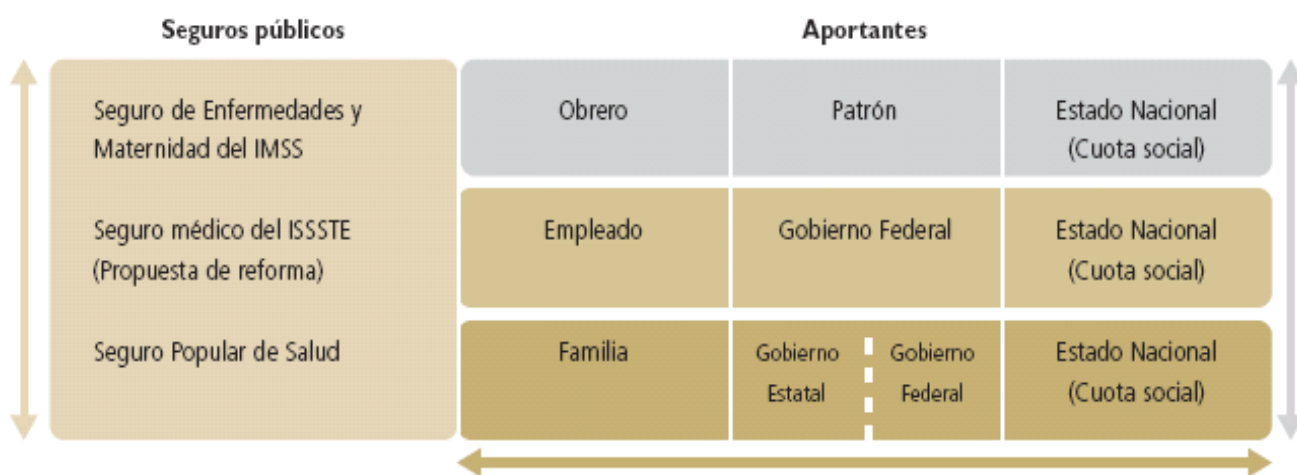 Seguros públicos
Aportantes
Seguro de Enfermedades y
Maternidad del IMSS
Obrero
Patrón
Estado Nacional
(Cuota social)
Seguro médico del ISSSTE
(Propuesta de reforma)
Empleado
Gobierno Federal
Estado Nacional
(Cuota social)
Seguro Popular de Salud
Familia
Gobierno
Estatal
Gobierno
Federal
Estado Nacional
(Cuota social)